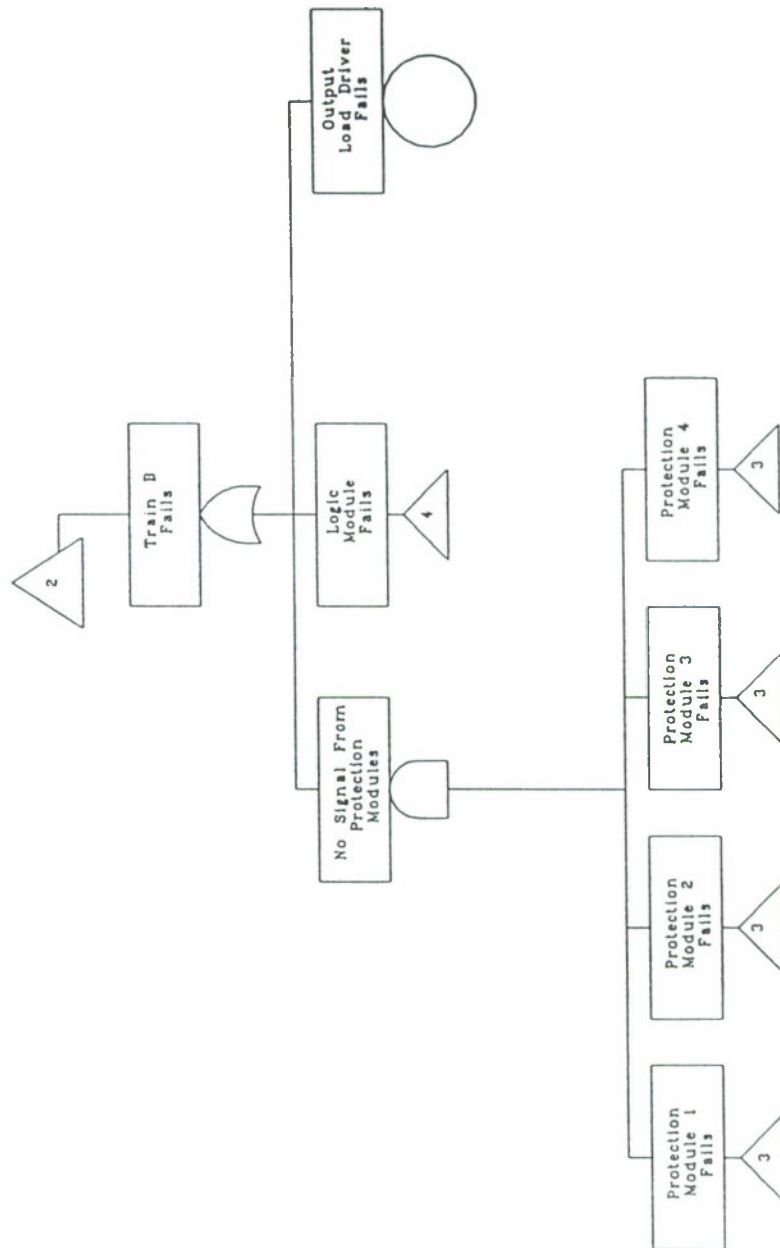 2
Train B
Fails
No Signal From
Protection
Modules
Logic
Module
Fails
4
Output
Load Driver
Fails
Protection
Module 1
Fails
3
Protection
Module 2
Fails
3
Protection
Module 3
Fails
3
Protection
Module 4
Fails
3